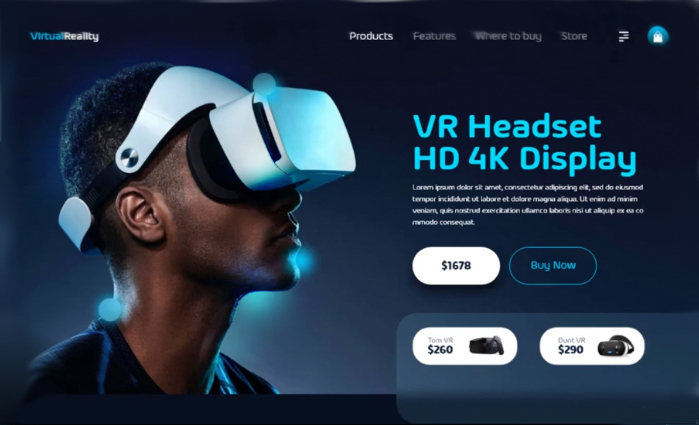 VirtualReality
Products Features Where to buy Store
VR Headset
HD 4K Display
Lorem ipsum dolor sit amet, consectetur adipiscing elit, sed do eiusmod
tempor incididunt ut labore et dolore magna aliqua. Ut enim ad minim
veniam, quis nostrud exercitation ullamco laboris nisi ut aliquip ex ea co
mmodo consequat.
$1678 Buy Now
Tom VR
$260
Dunt VR
$290